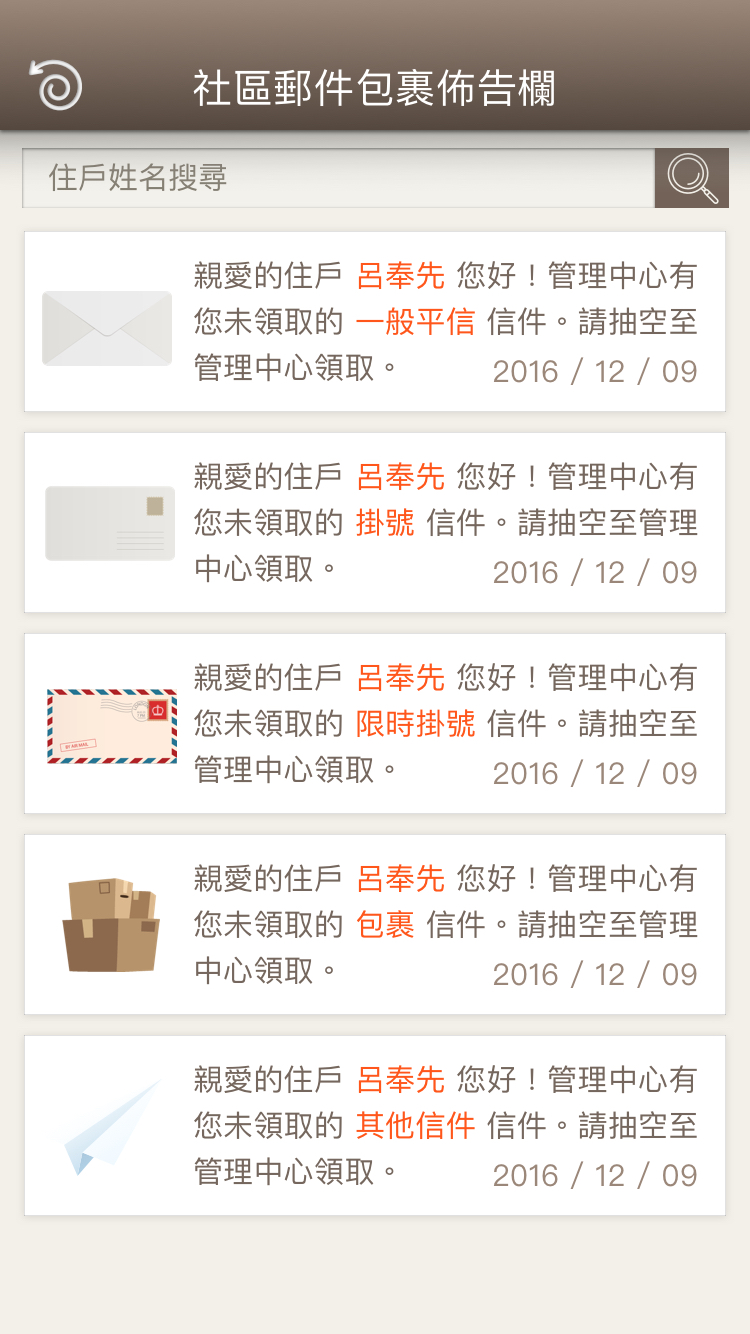 社區郵件包裹佈告欄
住戶姓名搜尋
親愛的住戶 呂奉先 您好！管理中心有
您未領取的 一般平信 信件。請抽空至
管理中心領取。
2016 / 12 / 09
親愛的住戶 呂奉先 您好！管理中心有
您未領取的 掛號 信件。請抽空至管理
中心領取。
2016 / 12 / 09
親愛的住戶 呂奉先 您好！管理中心有
您未領取的 限時掛號 信件。請抽空至
管理中心領取。
2016 / 12 / 09
BY AIR MAIL
親愛的住戶 呂奉先 您好！管理中心有
您未領取的 包裹 信件。請抽空至管理
中心領取。
2016 / 12 / 09
親愛的住戶 呂奉先 您好！管理中心有
您未領取的 其他信件 信件。請抽空至
管理中心領取。
2016 / 12 / 09